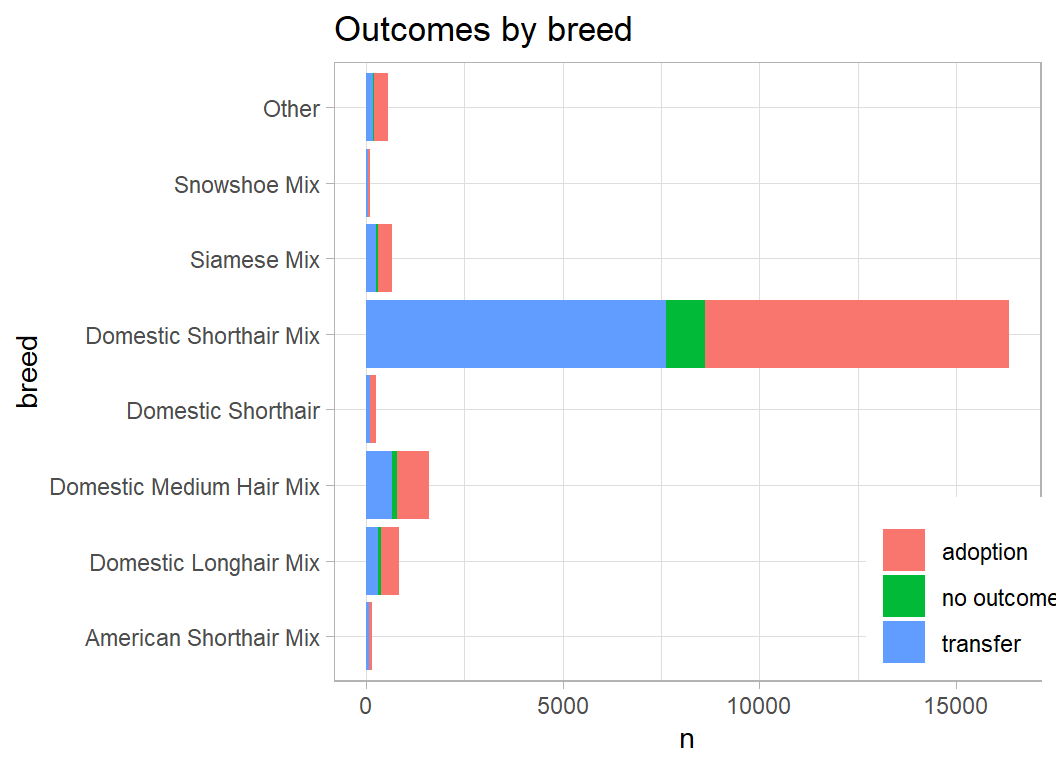 Outcomes by breed
Other
Snowshoe Mix
Siamese Mix
Domestic Shorthair Mix
Domestic Shorthair
Domestic Medium Hair Mix
Domestic Longhair Mix
American Shorthair Mix
breed
adoption
no outcome
transfer
0 5000 10000 15000
n